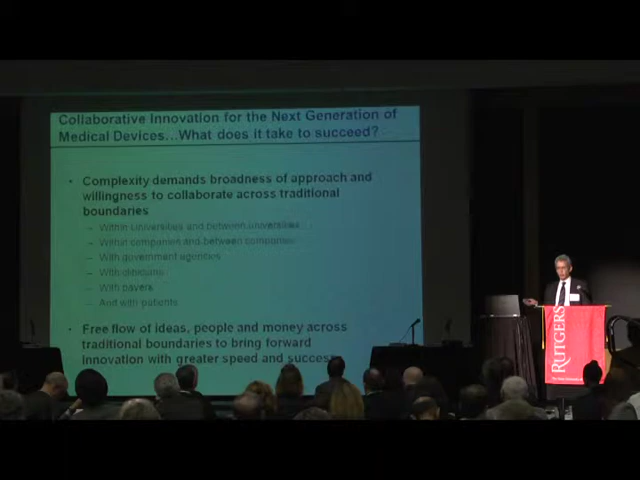 Collaborative Innovation for the Next Generation of
Medical Devices…What does it take to succeed?
• Complexity demands broadness of approach and
willingness to collaborate across traditional
boundaries
– Within universities and between universities
– Within companies and between companies
– With government agencies
– With clinicians
– With payers
– And with patients
• Free flow of ideas, people and money across
traditional boundaries to bring forward
innovation with greater speed and success
RUTGERS